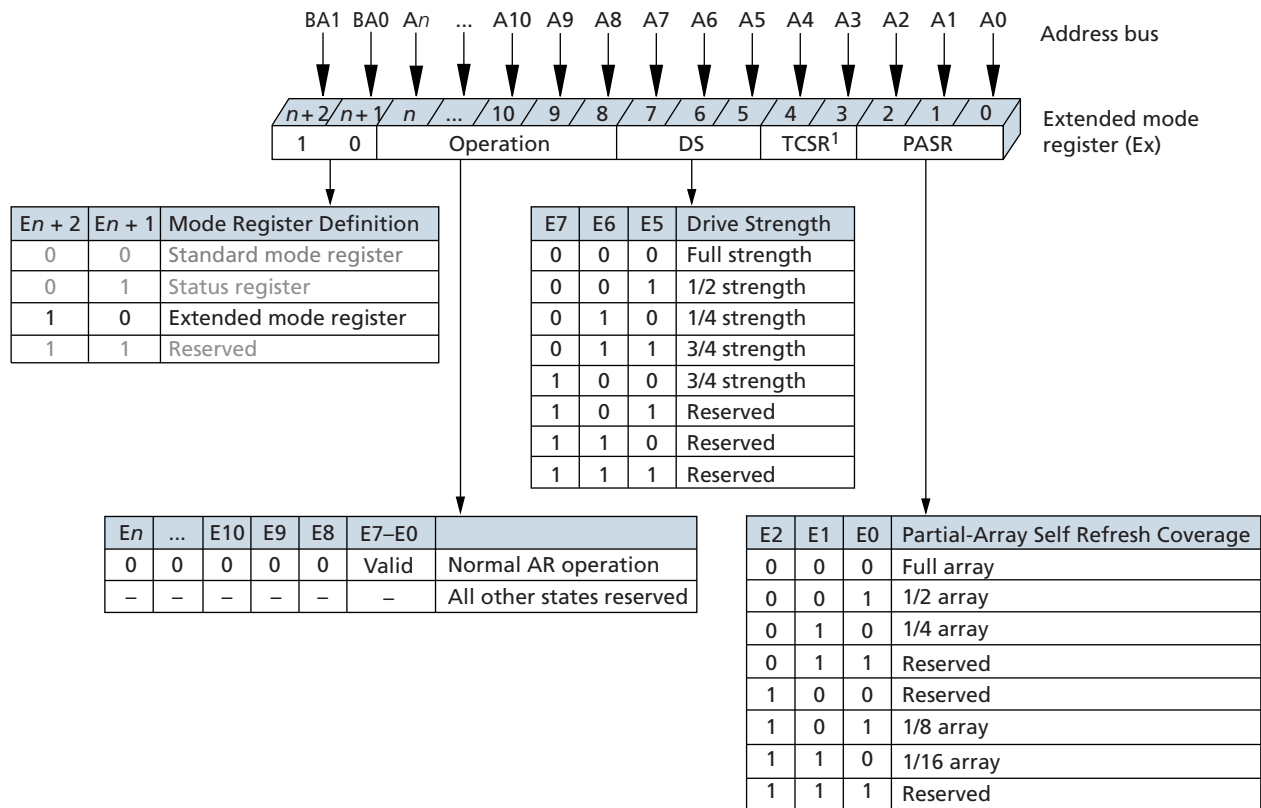 BA1 BA0 An ... A10 A9 A8 A7 A6 A5 A4 A3 A2 A1 A0
Address bus
n + 2 n + 1 n ... 10 9 8 7 6 5 4 3 2 1 0
Extended mode
register (Ex)
1 0 Operation DS TCSR1 PASR
En + 2 En + 1 Mode Register Definition
0 0 Standard mode register
0 1 Status register
1 0 Extended mode register
1 1 Reserved
E7 E6 E5 Drive Strength
0 0 0 Full strength
0 0 1 1/2 strength
0 1 0 1/4 strength
0 1 1 3/4 strength
1 0 0 3/4 strength
1 0 1 Reserved
1 1 0 Reserved
1 1 1 Reserved
En ... E10 E9 E8 E7–E0
0 0 0 0 0 Valid Normal AR operation
– – – – – – All other states reserved
E2 E1 E0 Partial-Array Self Refresh Coverage
0 0 0 Full array
0 0 1 1/2 array
0 1 0 1/4 array
0 1 1 Reserved
1 0 0 Reserved
1 0 1 1/8 array
1 1 0 1/16 array
1 1 1 Reserved